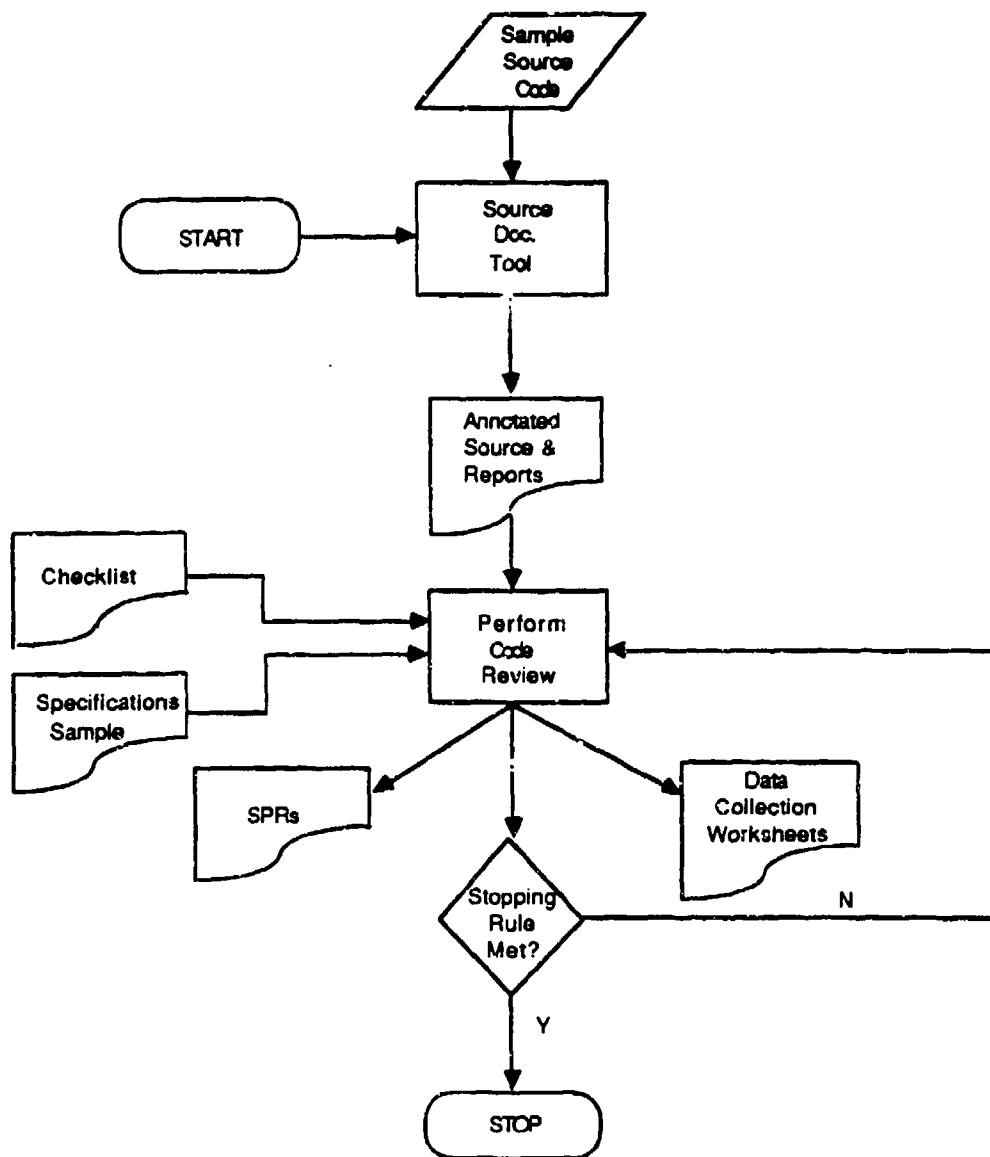 Sample
Source
Code
START
Source
Doc.
Tool
Annotated
Source &
Reports
Checklist
Perform
Code
Review
Specifications
Sample
SPRs
Data
Collection
Worksheets
Stopping
Rule
Met?
N
Y
STOP